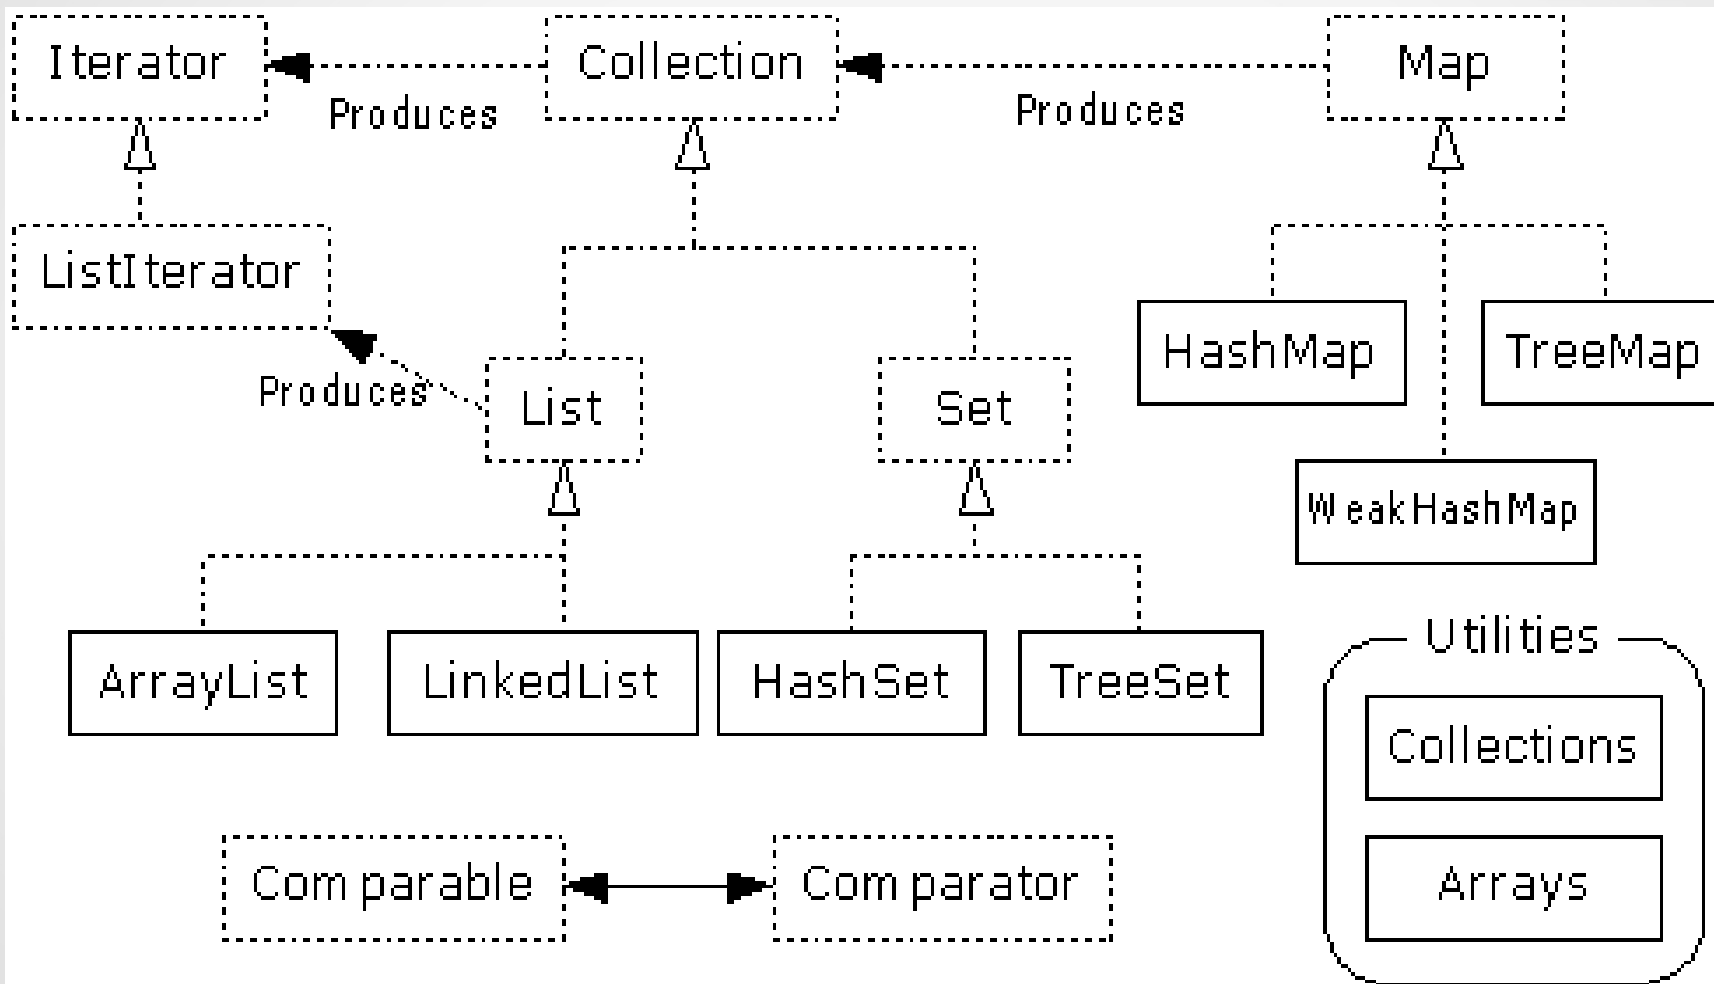 Iterator
Collection
Map
Produces
Produces
ListIterator
HashMap
TreeMap
Produces
List
Set
WeakHashMap
Utilities
ArrayList
LinkedList
HashSet
TreeSet
Collections
Comparable
Comparator
Arrays